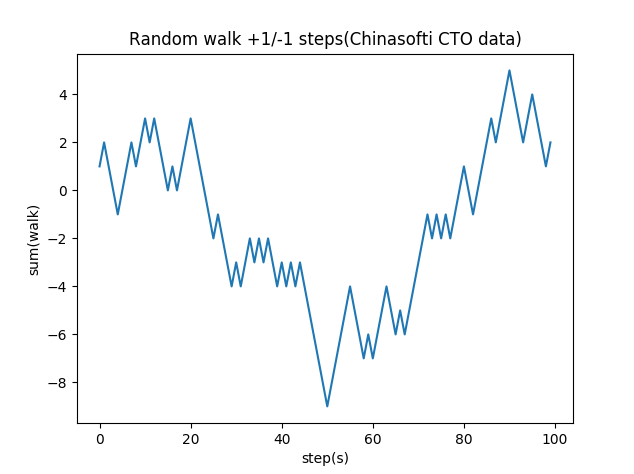 Random walk +1/-1 steps(Chinasofti CTO data)
sum(walk)
4
2
0
−2
−4
−6
−8
0 20 40 60 80 100
step(s)